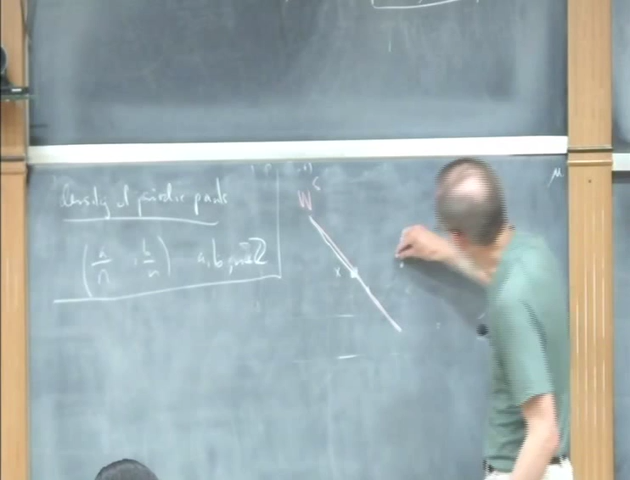 density of periodic points
(a/n, b/n) a, b, n ∈ Z
W^s
x
μ